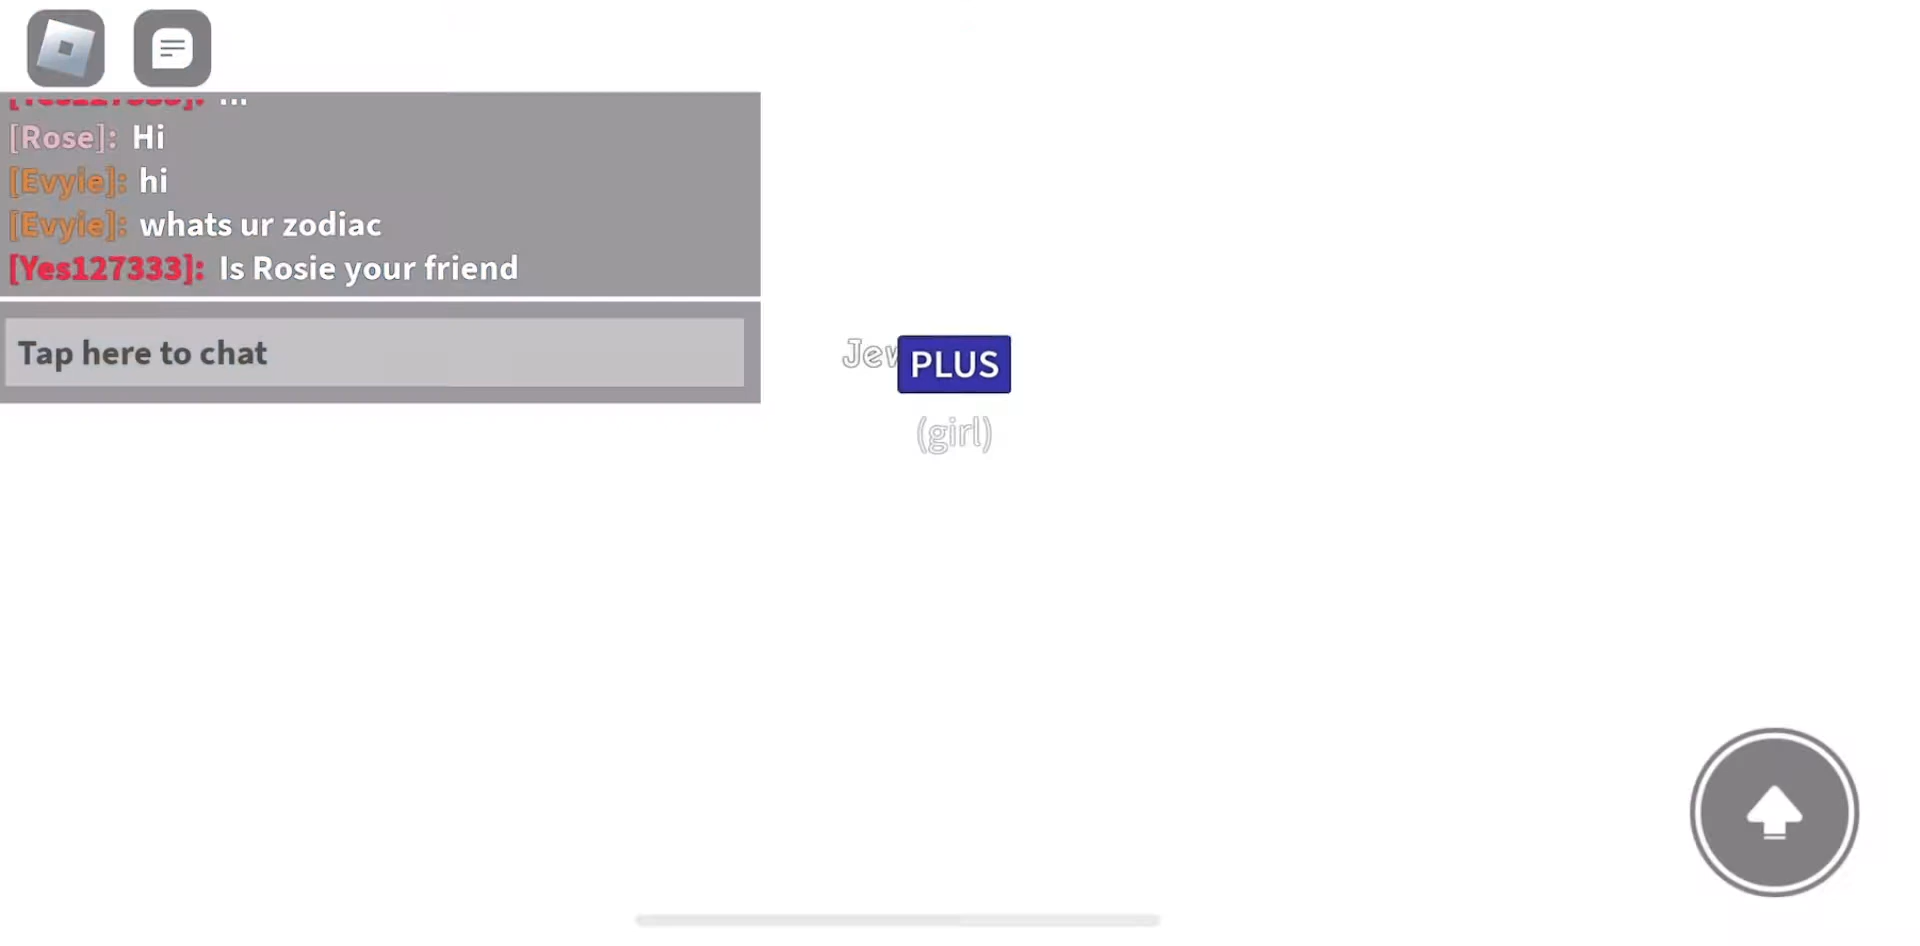 [Rose]: Hi
[Evyie]: hi
[Evyie]: whats ur zodiac
[Yes127333]: Is Rosie your friend
Tap here to chat
PLUS
(girl)